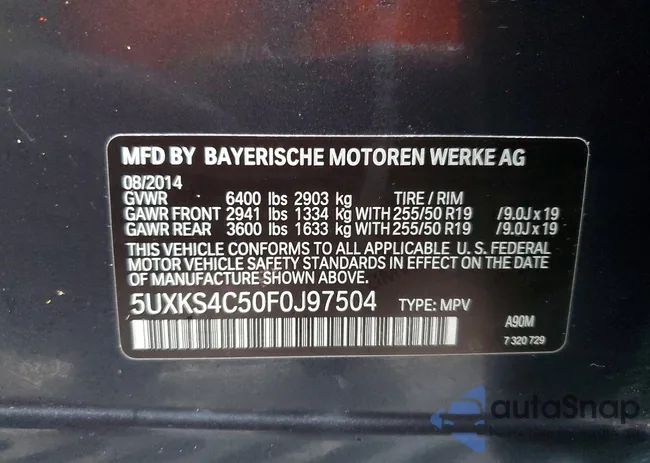 MFD BY BAYERISCHE MOTOREN WERKE AG
08/2014
GVWR 6400 lbs 2903 kg TIRE / RIM
GAWR FRONT 2941 lbs 1334 kg WITH 255/50 R19 /9.0J x 19
GAWR REAR 3600 lbs 1633 kg WITH 255/50 R19 /9.0J x 19
THIS VEHICLE CONFORMS TO ALL APPLICABLE U. S. FEDERAL
MOTOR VEHICLE SAFETY STANDARDS IN EFFECT ON THE DATE
OF MANUFACTURE SHOWN ABOVE.
5UXKS4C50F0J97504 TYPE: MPV
A90M
7 320 729
autoSnap